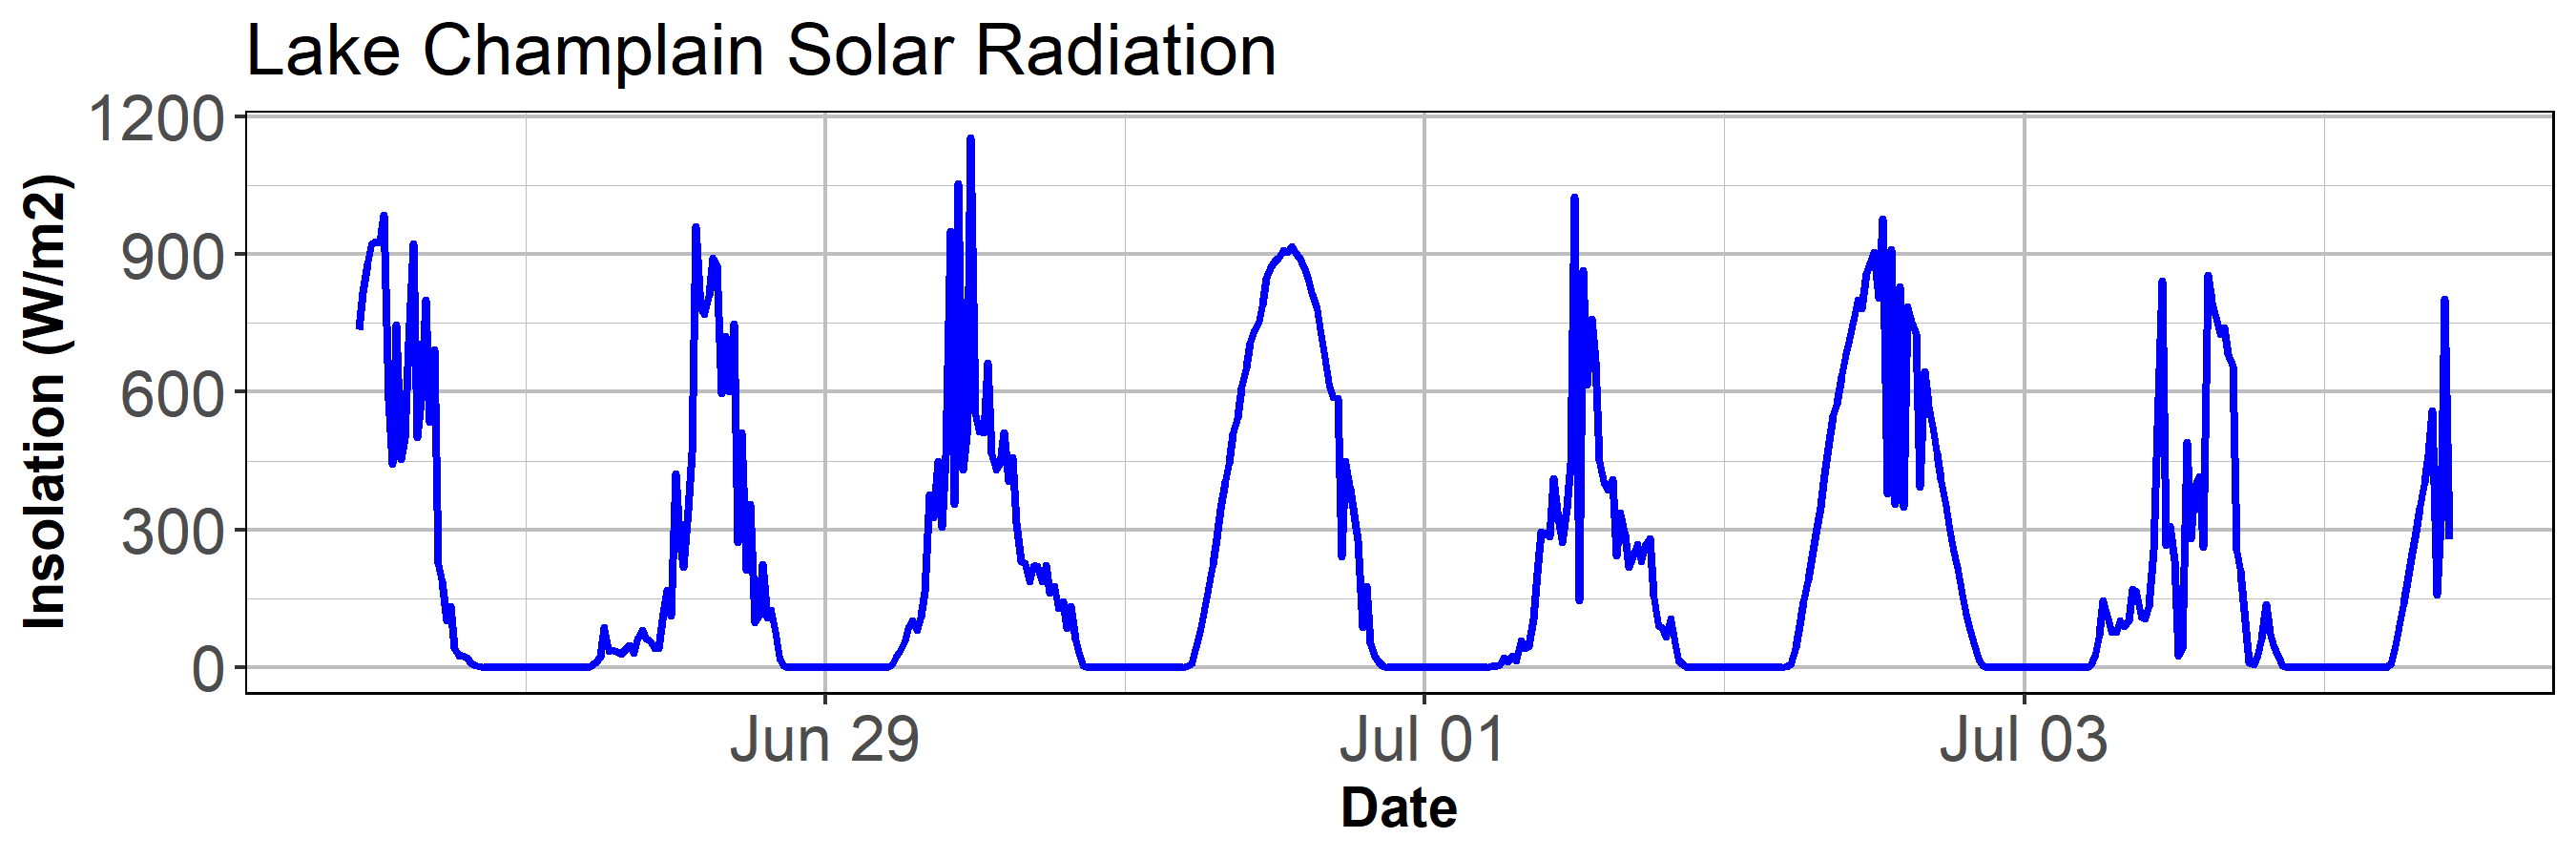 Lake Champlain Solar Radiation
1200
900
600
300
0
Insolation (W/m2)
Jun 29
Jul 01
Jul 03
Date